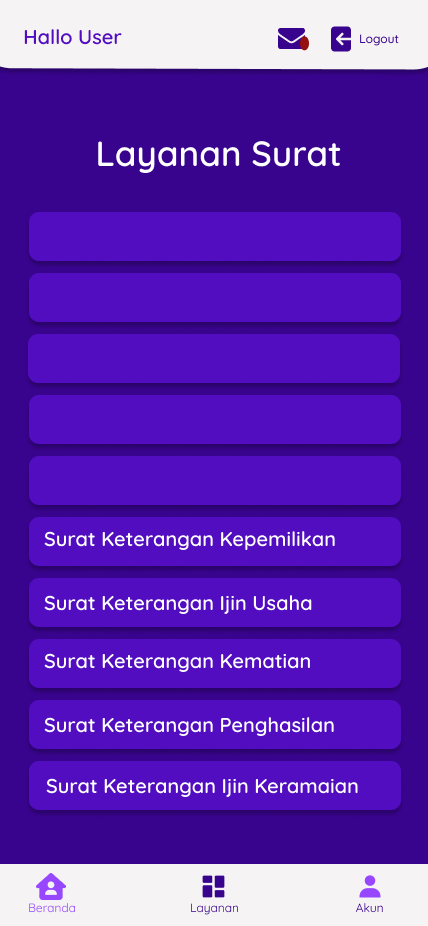 Hallo User
Logout
Layanan Surat
Surat Keterangan Kepemilikan
Surat Keterangan Ijin Usaha
Surat Keterangan Kematian
Surat Keterangan Penghasilan
Surat Keterangan Ijin Keramaian
Beranda
Layanan
Akun